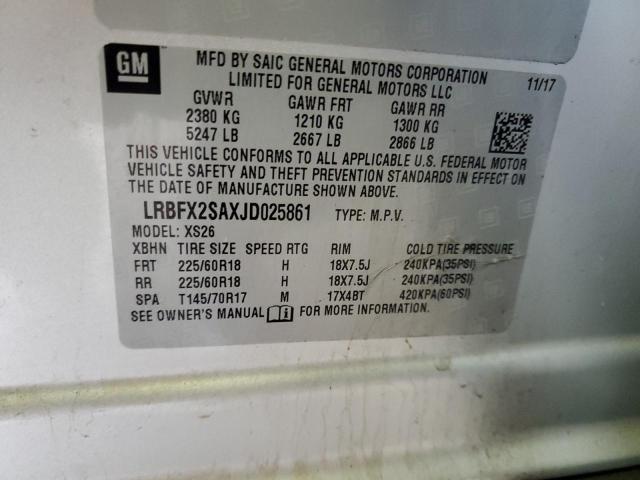 GM
MFD BY SAIC GENERAL MOTORS CORPORATION
LIMITED FOR GENERAL MOTORS LLC 11/17
GVWR GAWR FRT GAWR RR
2380 KG 1210 KG 1300 KG
5247 LB 2667 LB 2866 LB
THIS VEHICLE CONFORMS TO ALL APPLICABLE U.S. FEDERAL MOTOR
VEHICLE SAFETY AND THEFT PREVENTION STANDARDS IN EFFECT ON
THE DATE OF MANUFACTURE SHOWN ABOVE.
LRBFX2SAXJD025861 TYPE: M.P.V.
MODEL: XS26
XBHN TIRE SIZE SPEED RTG RIM COLD TIRE PRESSURE
FRT 225/60R18 H 18X7.5J 240KPA(35PSI)
RR 225/60R18 H 18X7.5J 240KPA(35PSI)
SPA T145/70R17 M 17X4BT 420KPA(60PSI)
SEE OWNER'S MANUAL FOR MORE INFORMATION.